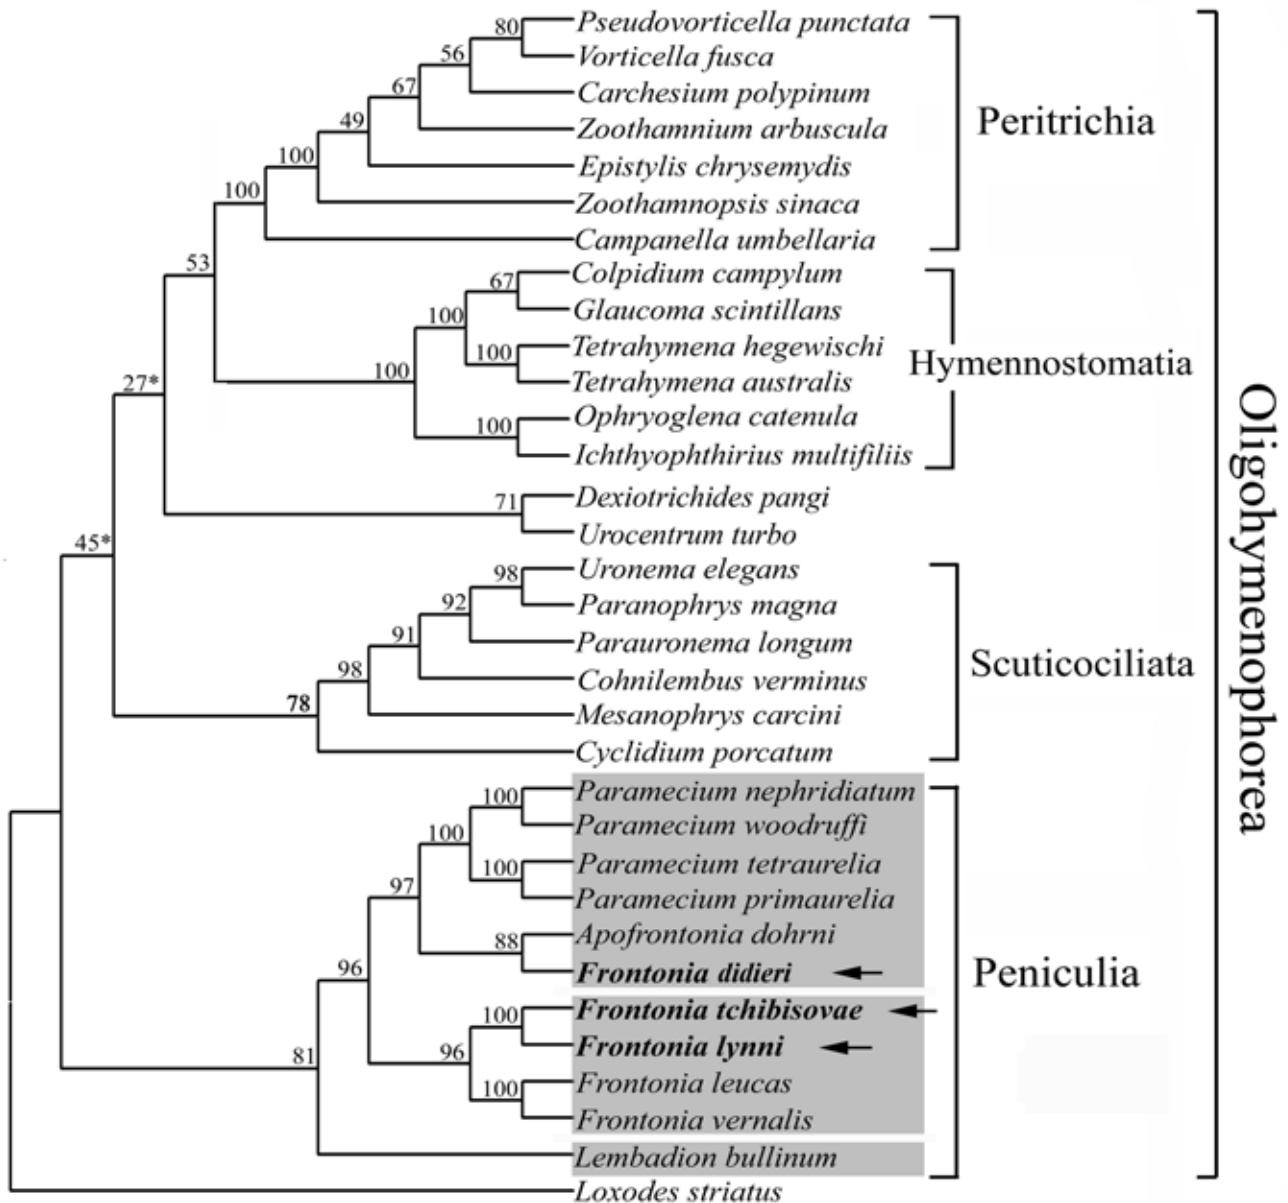 80
Pseudovorticella punctata
56
Vorticella fusca
67
Carchesium polypinum
49
Zoothamnium arbuscula
100
Epistylis chrysemydis
100
Zoothamnopsis sinaca
Campanella umbellaria
Peritrichia
53
67
Colpidium campylum
100
Glaucoma scintillans
100
Tetrahymena hegewischi
100
Tetrahymena australis
100
Ophryoglena catenula
Ichthyophthirius multifiliis
Hymennostomatia
27*
71
Dexiotrichides pangi
Urocentrum turbo
45*
98
Uronema elegans
92
Paranophrys magna
91
Parauronema longum
98
Cohnilembus verminus
78
Mesanophrys carcini
Cyclidium porcatum
Scuticociliata
100
Paramecium nephridiatum
100
Paramecium woodruffi
100
Paramecium tetraurelia
97
Paramecium primaurelia
88
Apofrontonia dohrni
96
Frontonia didieri
100
Frontonia tchibisovae
96
Frontonia lynni
81
100
Frontonia leucas
Frontonia vernalis
Lembadion bullinum
Peniculia
Loxodes striatus
Oligohymenophorea